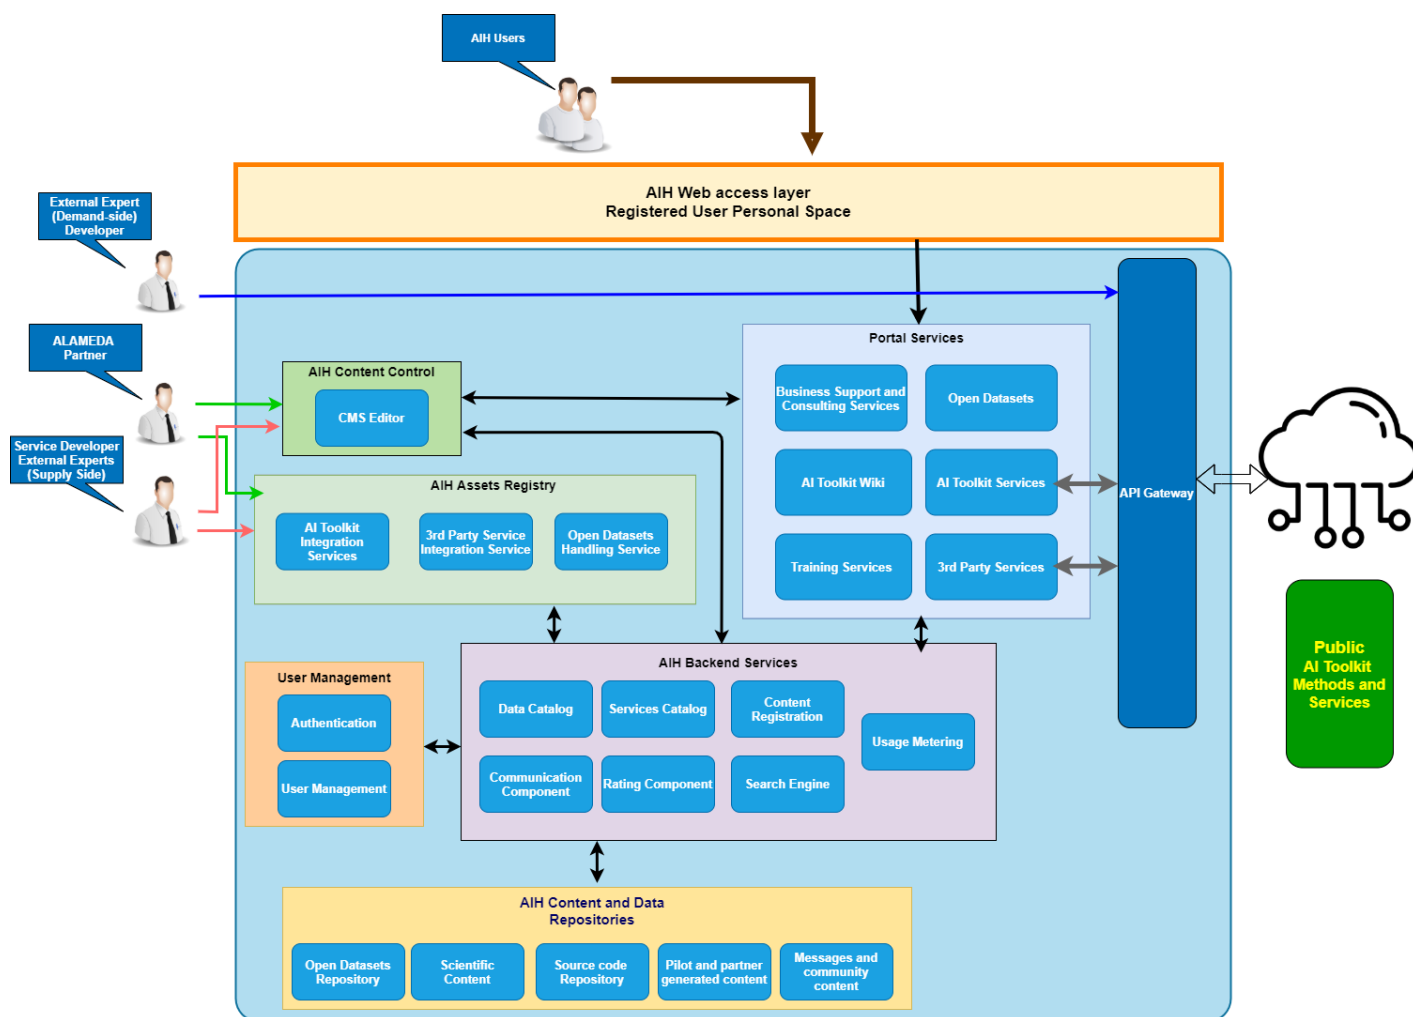 AIH Users
AIH Web access layer
Registered User Personal Space
External Expert
(Demand-side)
Developer
ALAMEDA
Partner
Service Developer
External Experts
(Supply Side)
AIH Content Control
CMS Editor
AIH Assets Registry
AI Toolkit
Integration
Services
3rd Party Service
Integration Service
Open Datasets
Handling Service
Portal Services
Business Support and
Consulting Services
Open Datasets
AI Toolkit Wiki
AI Toolkit Services
Training Services
3rd Party Services
API Gateway
Public
AI Toolkit
Methods and
Services
User Management
Authentication
User Management
AIH Backend Services
Data Catalog
Services Catalog
Content
Registration
Usage Metering
Communication
Component
Rating Component
Search Engine
AIH Content and Data
Repositories
Open Datasets
Repository
Scientific
Content
Source code
Repository
Pilot and partner
generated content
Messages and
community
content